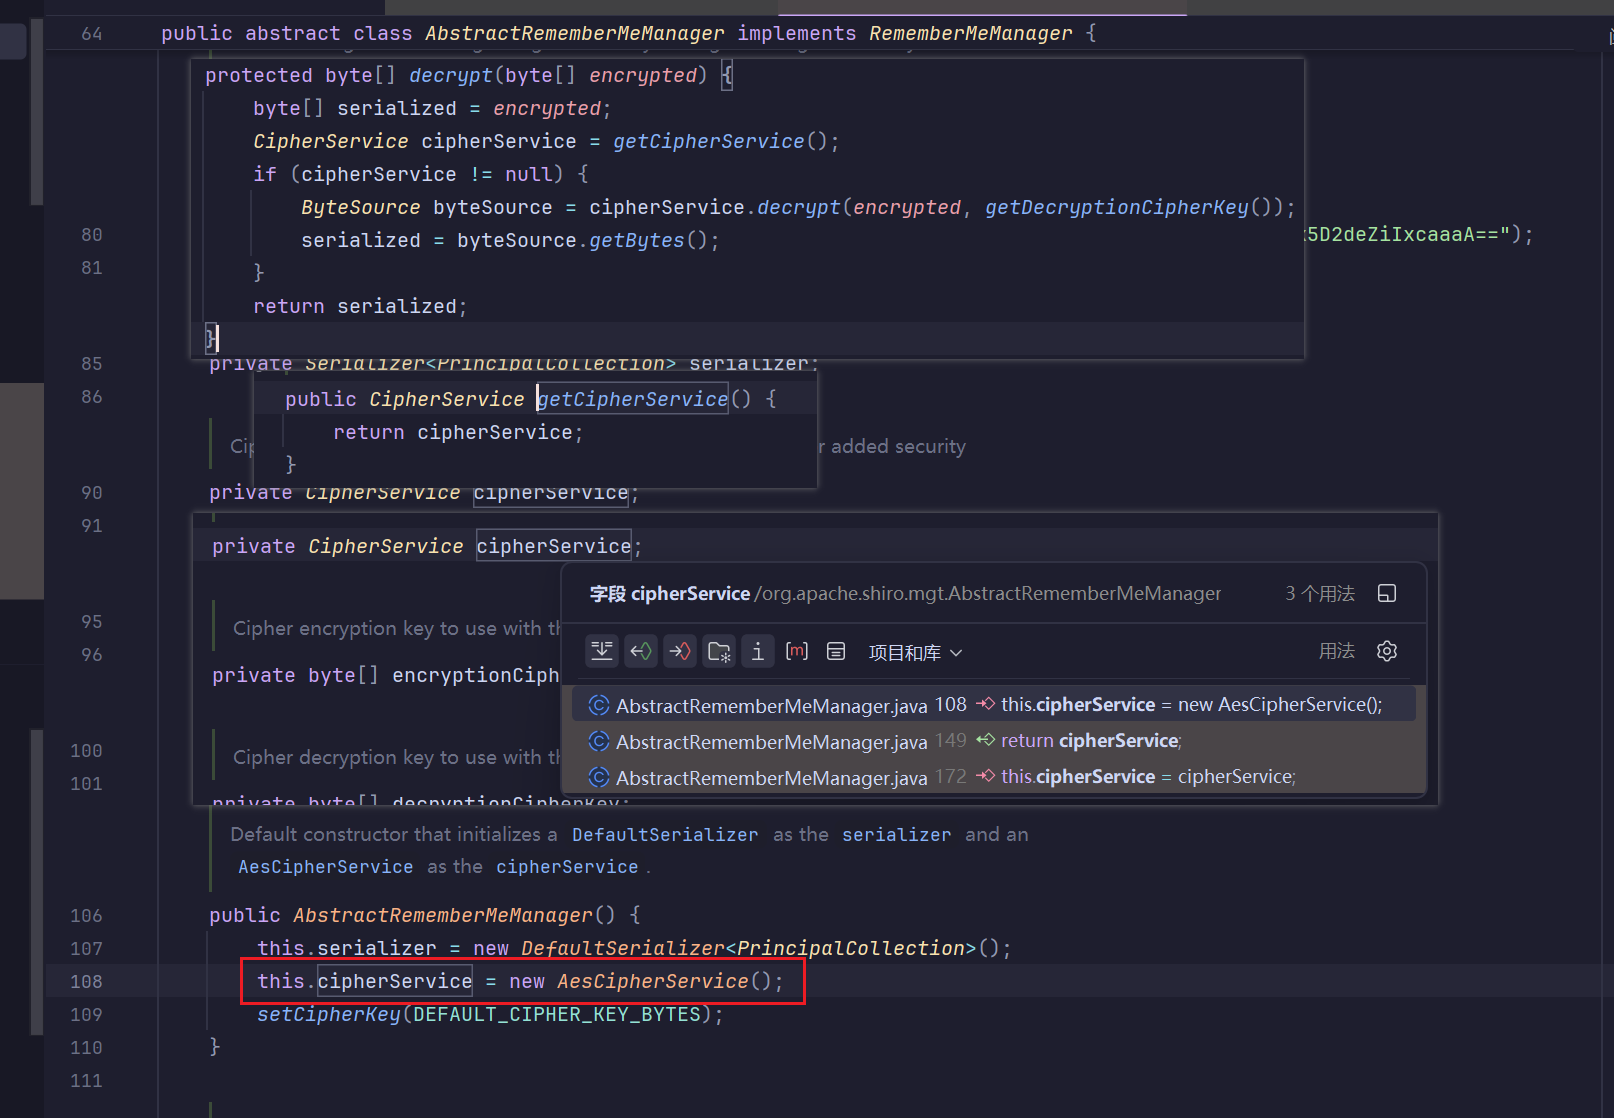 64 public abstract class AbstractRememberMeManager implements RememberMeManager {
protected byte[] decrypt(byte[] encrypted) {
byte[] serialized = encrypted;
CipherService cipherService = getCipherService();
if (cipherService != null) {
ByteSource byteSource = cipherService.decrypt(encrypted, getDecryptionCipherKey());
serialized = byteSource.getBytes();
}
return serialized;
}
80 5D2deZiIxcaaaA==");
81
85 private Serializer<PrincipalCollection> serializer;
86
public CipherService getCipherService() {
return cipherService;
}
r added security
90 private CipherService cipherService;
91
private CipherService cipherService;
字段 cipherService /org.apache.shiro.mgt.AbstractRememberMeManager 3 个用法
项目和库 用法
AbstractRememberMeManager.java 108 this.cipherService = new AesCipherService();
AbstractRememberMeManager.java 149 return cipherService;
AbstractRememberMeManager.java 172 this.cipherService = cipherService;
95 Cipher encryption key to use with th
96 private byte[] encryptionCiph
100 Cipher decryption key to use with th
101 private byte[] decryptionCipherKey;
Default constructor that initializes a DefaultSerializer as the serializer and an
AesCipherService as the cipherService .
106 public AbstractRememberMeManager() {
107 this.serializer = new DefaultSerializer<PrincipalCollection>();
108 this.cipherService = new AesCipherService();
109 setCipherKey(DEFAULT_CIPHER_KEY_BYTES);
110 }
111